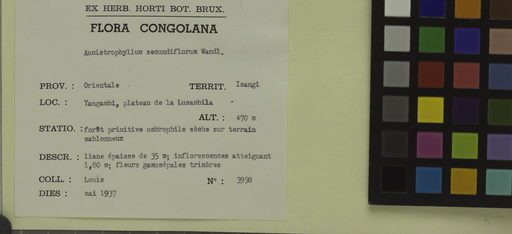 EX HERB. HORTI BOT. BRUX.
FLORA CONGOLANA
Ancistrophyllum secundiflorum Wendl.
PROV. : Orientale TERRIT. Isangi
LOC. : Yangambi, plateau de la Lusambila
ALT. : 470 m
STATIO. : forêt primitive ombrophile sèche sur terrain
sablonneux
DESCR. : liane épaisse de 35 m; inflorescences atteignant
1,80 m; fleurs gamosépales trimères
COLL. : Louis N° : 3958
DIES : mai 1937